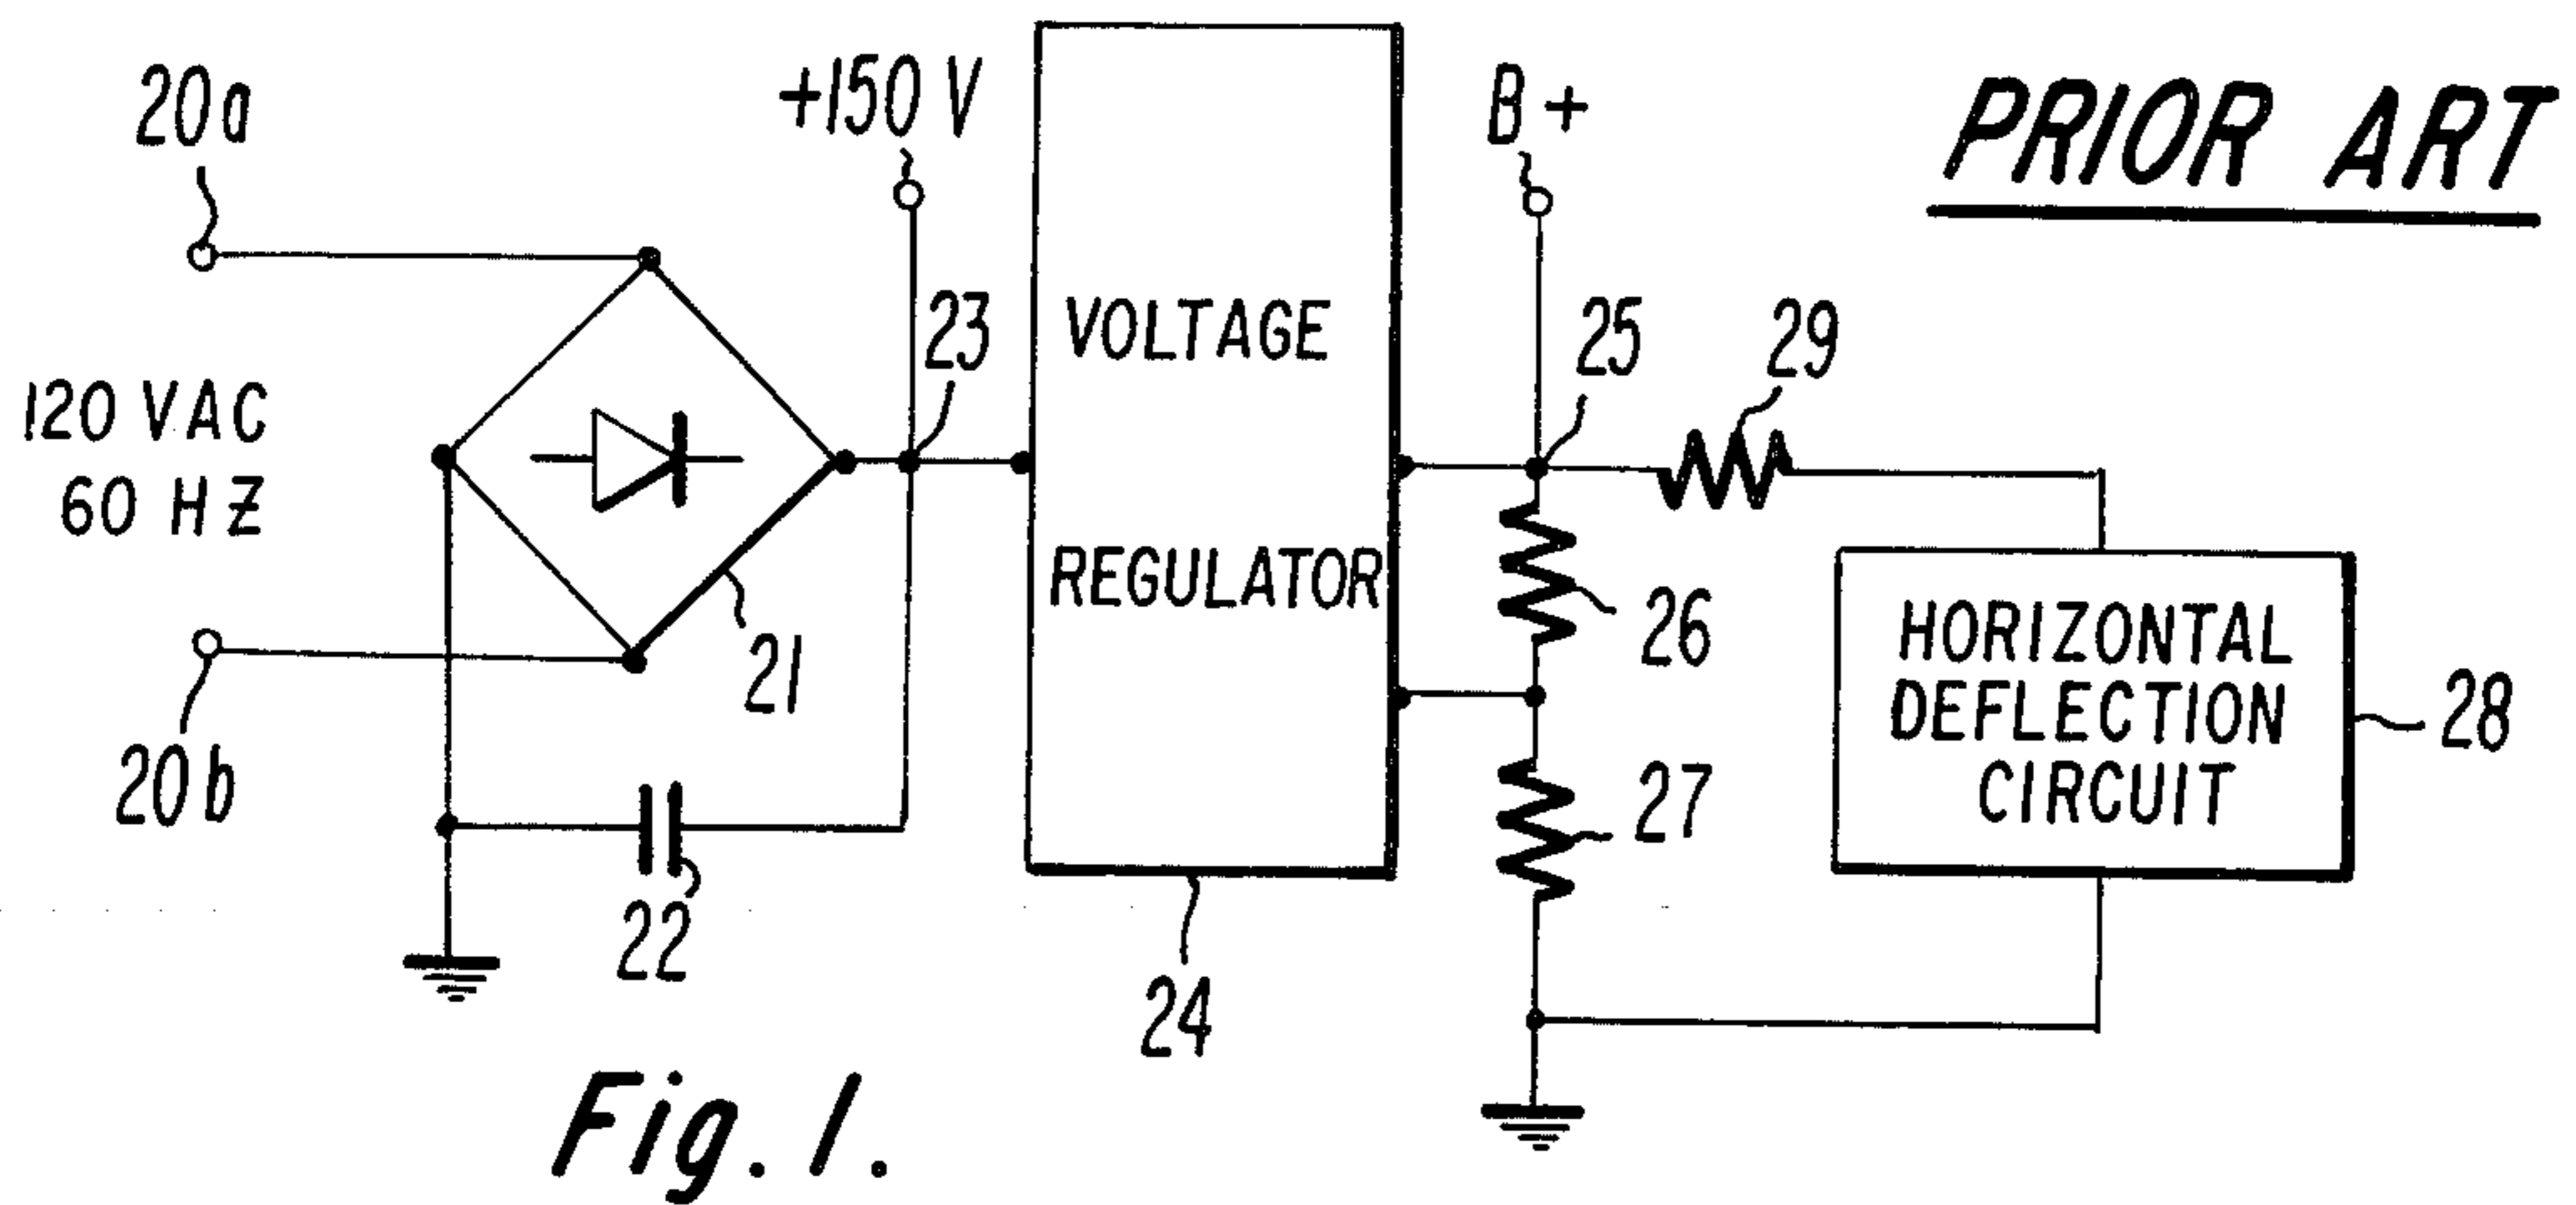 20a
+150 V
B+
PRIOR ART
120 VAC
60 HZ
23
VOLTAGE
REGULATOR
25
29
21
26
HORIZONTAL
DEFLECTION
CIRCUIT
28
20b
27
22
24
Fig. 1.